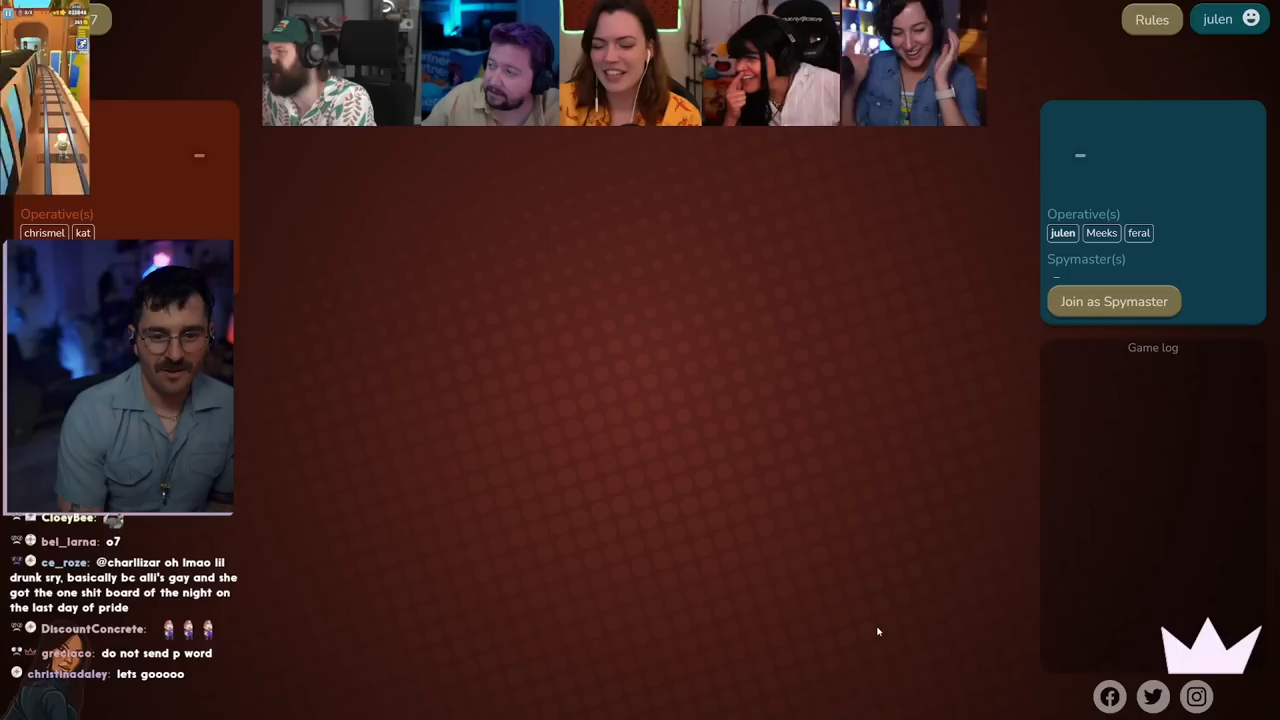 7
Rules
julen
Operative(s)
chrismel
kat
Operative(s)
julen
Meeks
feral
Spymaster(s)
–
Join as Spymaster
Game log
CloeyBee:
bel_larna: o7
ce_roze: @charllizar oh lmao lil
drunk sry, basically bc alli's gay and she
got the one shit board of the night on
the last day of pride
DiscountConcrete:
greciaco: do not send p word
christinadaley: lets gooooo